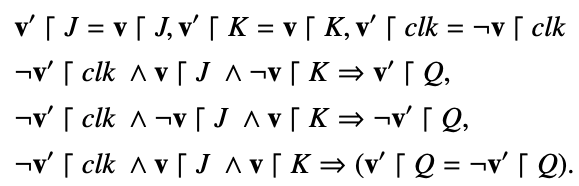 v′ ↾ J = v ↾ J, v′ ↾ K = v ↾ K, v′ ↾ clk = ¬v ↾ clk
¬v′ ↾ clk ∧ v ↾ J ∧ ¬v ↾ K ⇒ v′ ↾ Q,
¬v′ ↾ clk ∧ ¬v ↾ J ∧ v ↾ K ⇒ ¬v′ ↾ Q,
¬v′ ↾ clk ∧ v ↾ J ∧ v ↾ K ⇒ (v′ ↾ Q = ¬v′ ↾ Q).